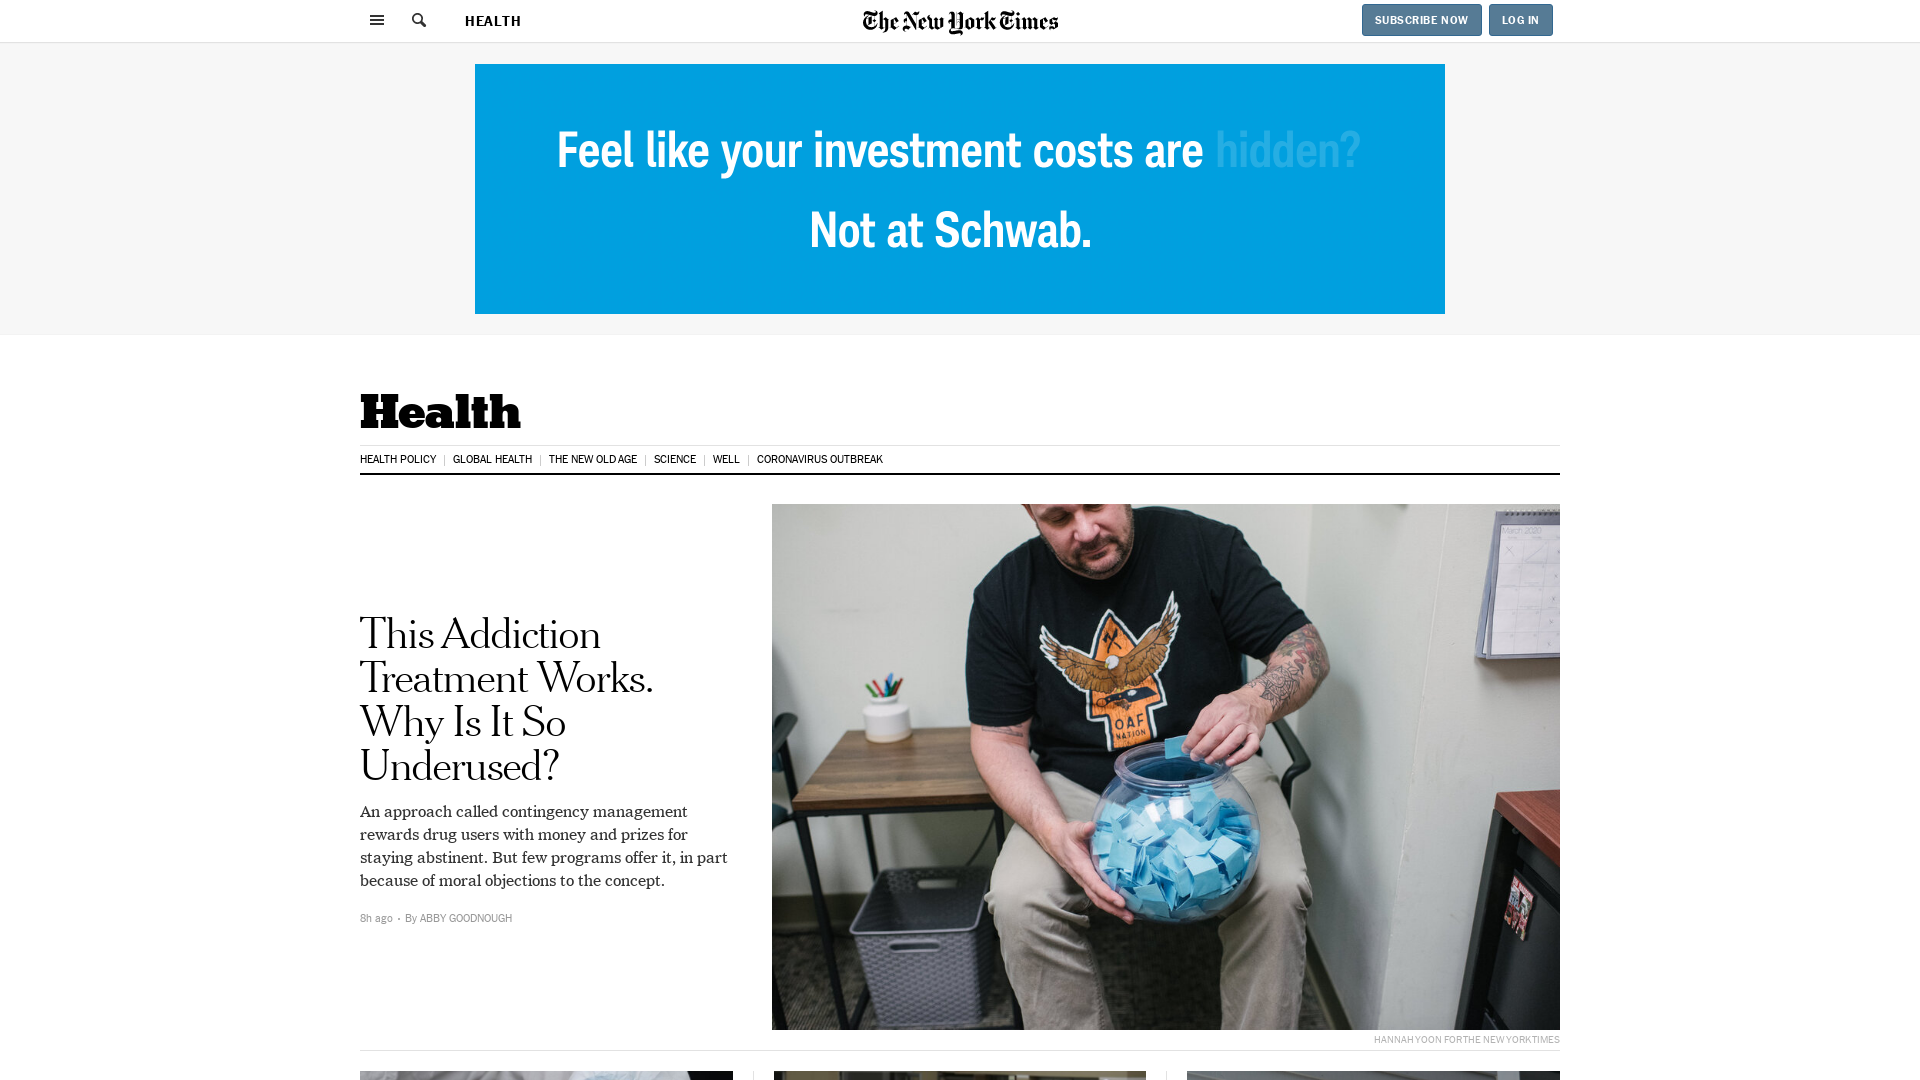 HEALTH
The New York Times
SUBSCRIBE NOW
LOG IN
Feel like your investment costs are hidden?
Not at Schwab.
Health
HEALTH POLICY
GLOBAL HEALTH
THE NEW OLD AGE
SCIENCE
WELL
CORONAVIRUS OUTBREAK
This Addiction
Treatment Works.
Why Is It So
Underused?
An approach called contingency management
rewards drug users with money and prizes for
staying abstinent. But few programs offer it, in part
because of moral objections to the concept.
8h ago • By ABBY GOODNOUGH
March 2020
OAF
NATION
HANNAH YOON FOR THE NEW YORK TIMES